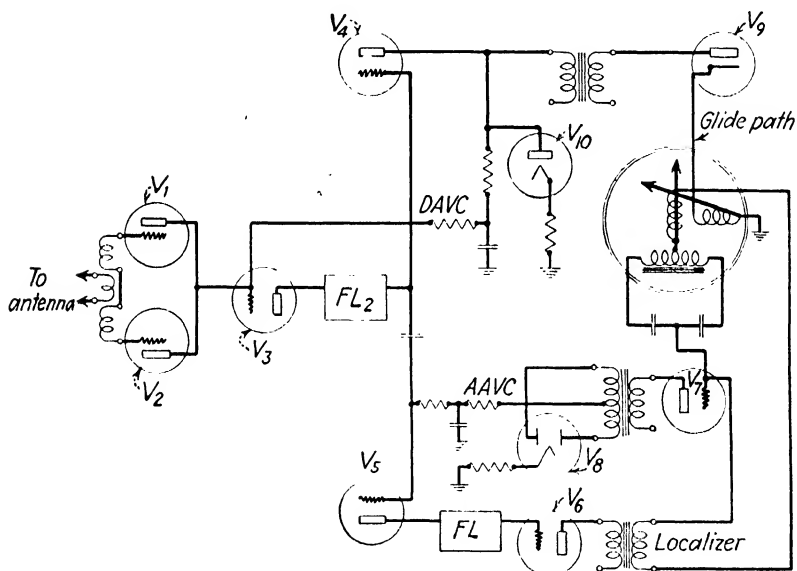 V4
V9
V10
Glide path
V1
DAVC
To
antenna
FL2
V3
V2
AAVC
V7
V8
V5
V6
FL
Localizer